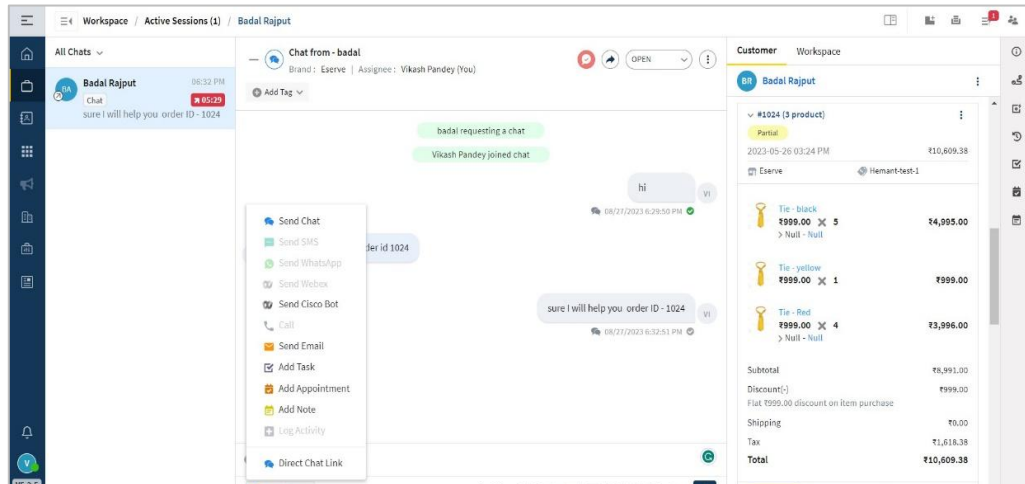 Workspace / Active Sessions (1) / Badal Rajput
1
All Chats
BA
Badal Rajput 06:32 PM
Chat 05:29
sure I will help you order ID - 1024
Chat from - badal
Brand : Eserve | Assignee : Vikash Pandey (You)
OPEN
Add Tag
badal requesting a chat
Vikash Pandey joined chat
hi
VI
08/27/2023 6:29:50 PM
der id 1024
sure I will help you order ID - 1024
VI
08/27/2023 6:32:51 PM
Send Chat
Send SMS
Send WhatsApp
Send Webex
Send Cisco Bot
Call
Send Email
Add Task
Add Appointment
Add Note
Log Activity
Direct Chat Link
V
Customer Workspace
BR Badal Rajput
#1024 (3 product)
Partial
2023-05-26 03:24 PM ₹10,609.38
Eserve Hemant-test-1
Tie - black
₹999.00 X 5 ₹4,995.00
> Null - Null
Tie - yellow
₹999.00 X 1 ₹999.00
Tie - Red
₹999.00 X 4 ₹3,996.00
> Null - Null
Subtotal ₹8,991.00
Discount(-) ₹999.00
Flat ₹999.00 discount on item purchase
Shipping ₹0.00
Tax ₹1,618.38
Total ₹10,609.38